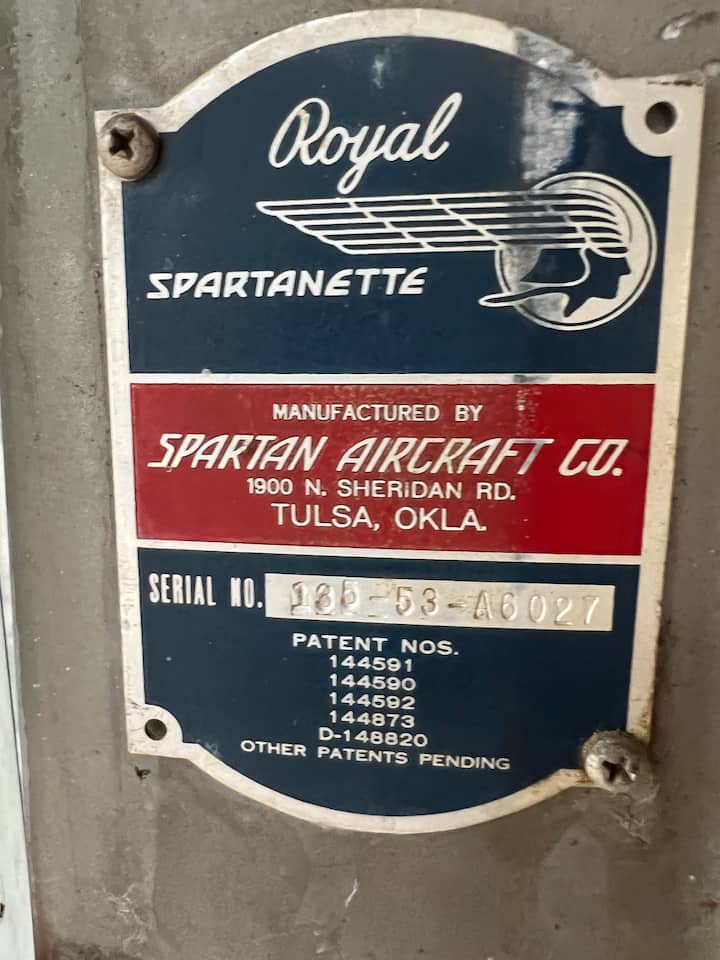 Royal
SPARTANETTE
MANUFACTURED BY
SPARTAN AIRCRAFT CO.
1900 N. SHERIDAN RD.
TULSA, OKLA.
SERIAL NO.
PATENT NOS.
144591
144590
144592
144873
D-148820
OTHER PATENTS PENDING